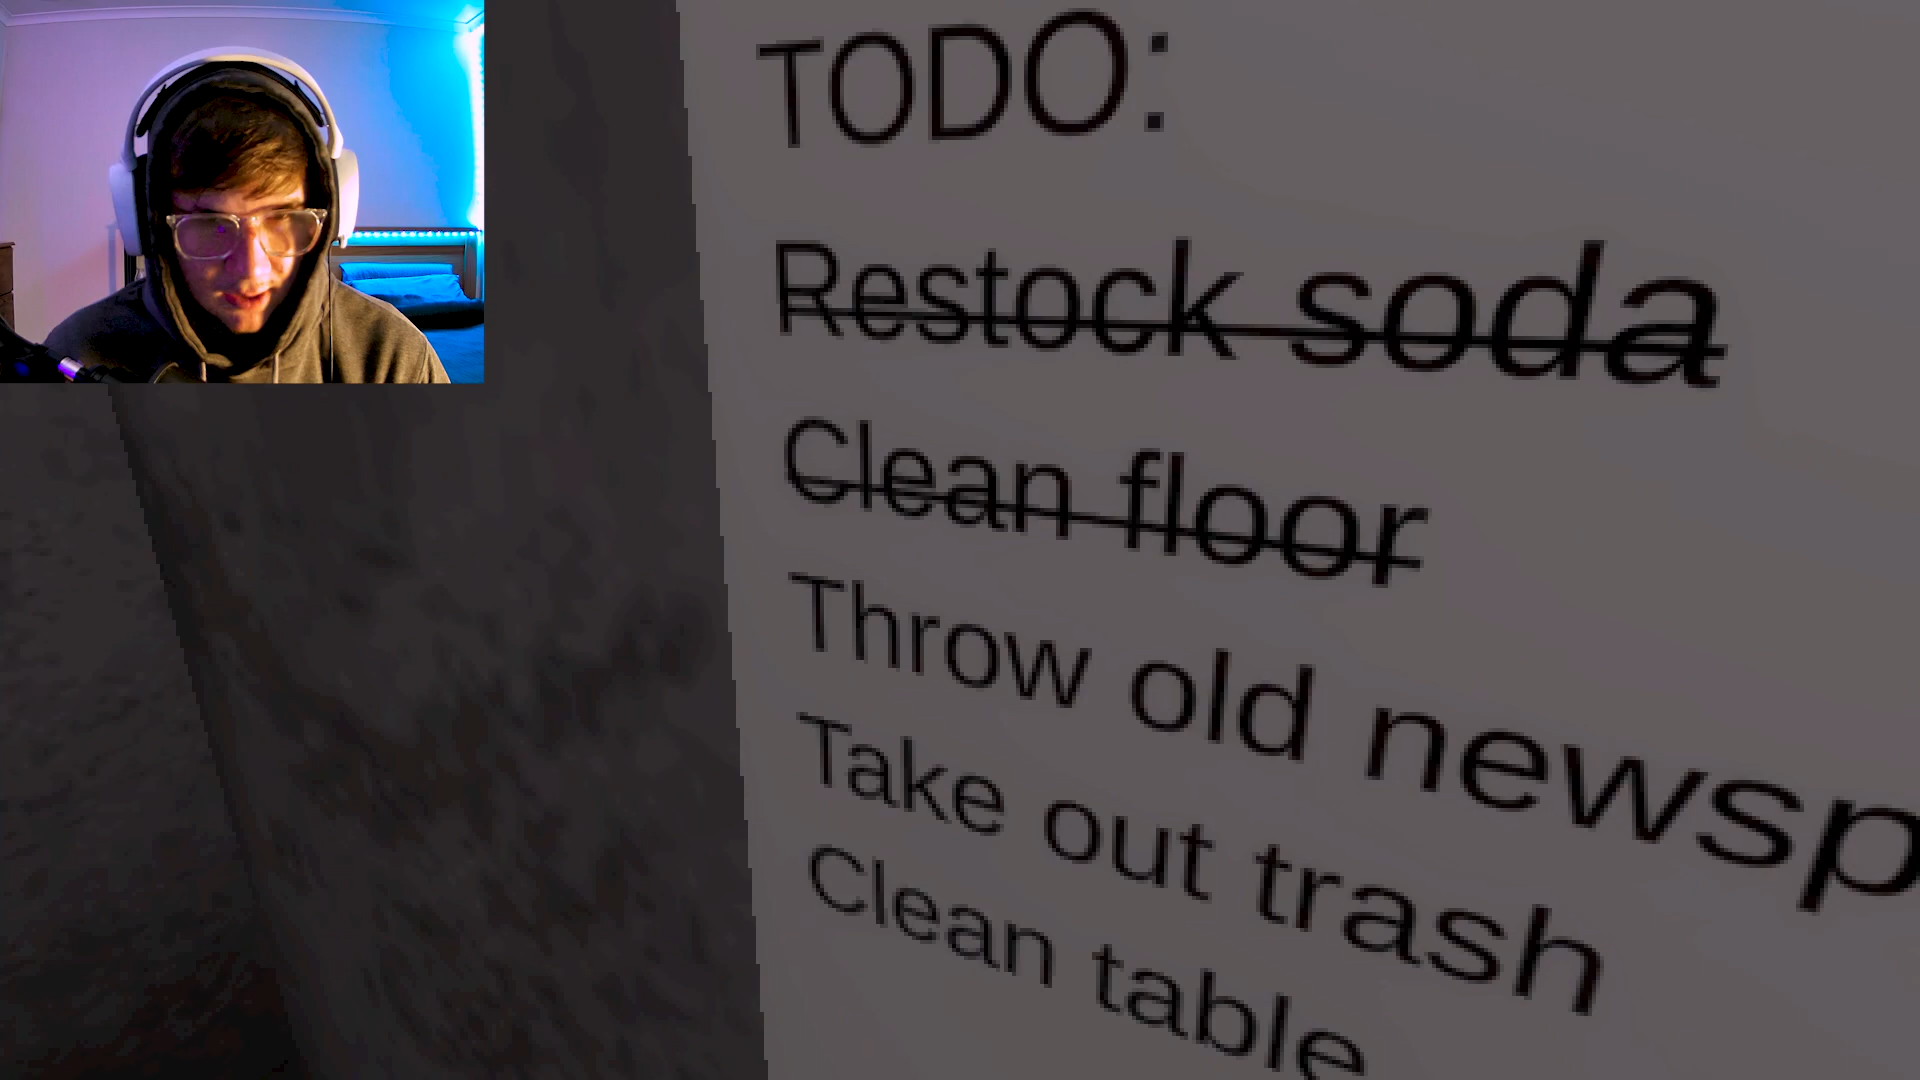 TODO:
Restock soda
Clean floor
Throw old newsp
Take out trash
Clean table